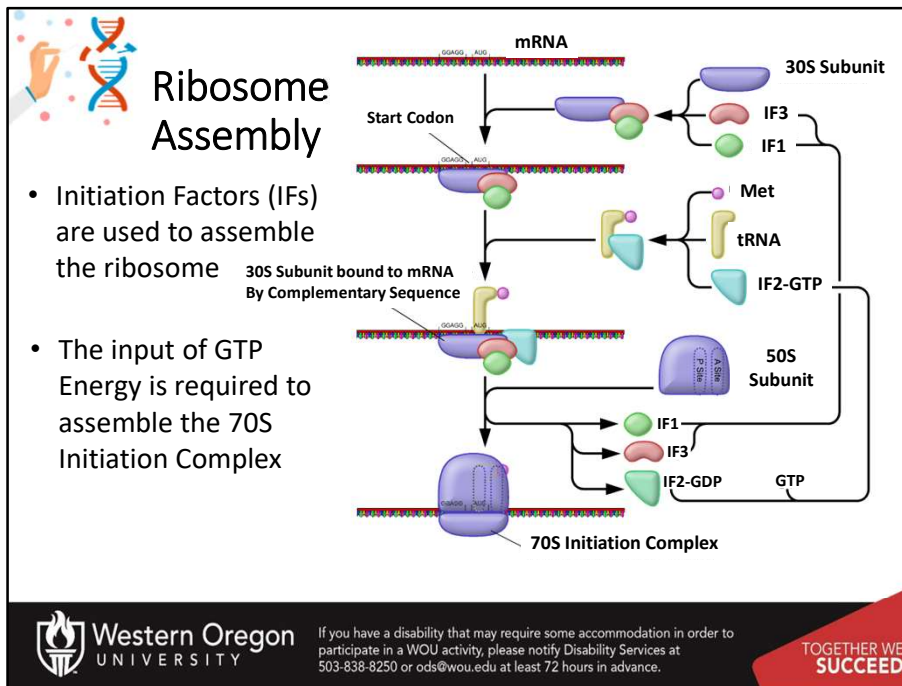 Ribosome
Assembly
• Initiation Factors (IFs)
are used to assemble
the ribosome
• The input of GTP
Energy is required to
assemble the 70S
Initiation Complex
mRNA
GGAGG AUG
30S Subunit
IF3
IF1
Start Codon
GGAGG AUG
Met
tRNA
IF2-GTP
30S Subunit bound to mRNA
By Complementary Sequence
GGAGG AUG
P Site
A Site
50S
Subunit
IF1
IF3
IF2-GDP
GTP
GGAGG AUG
70S Initiation Complex
Western Oregon
UNIVERSITY
If you have a disability that may require some accommodation in order to
participate in a WOU activity, please notify Disability Services at
503-838-8250 or ods@wou.edu at least 72 hours in advance.
TOGETHER WE
SUCCEED